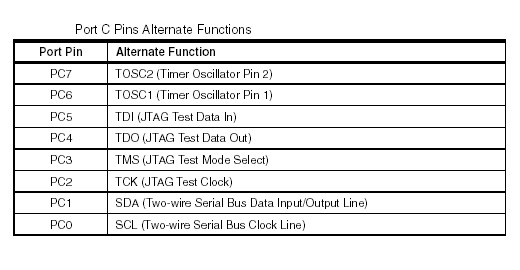 Port C Pins Alternate Functions
Port Pin Alternate Function
PC7 TOSC2 (Timer Oscillator Pin 2)
PC6 TOSC1 (Timer Oscillator Pin 1)
PC5 TDI (JTAG Test Data In)
PC4 TDO (JTAG Test Data Out)
PC3 TMS (JTAG Test Mode Select)
PC2 TCK (JTAG Test Clock)
PC1 SDA (Two-wire Serial Bus Data Input/Output Line)
PC0 SCL (Two-wire Serial Bus Clock Line)